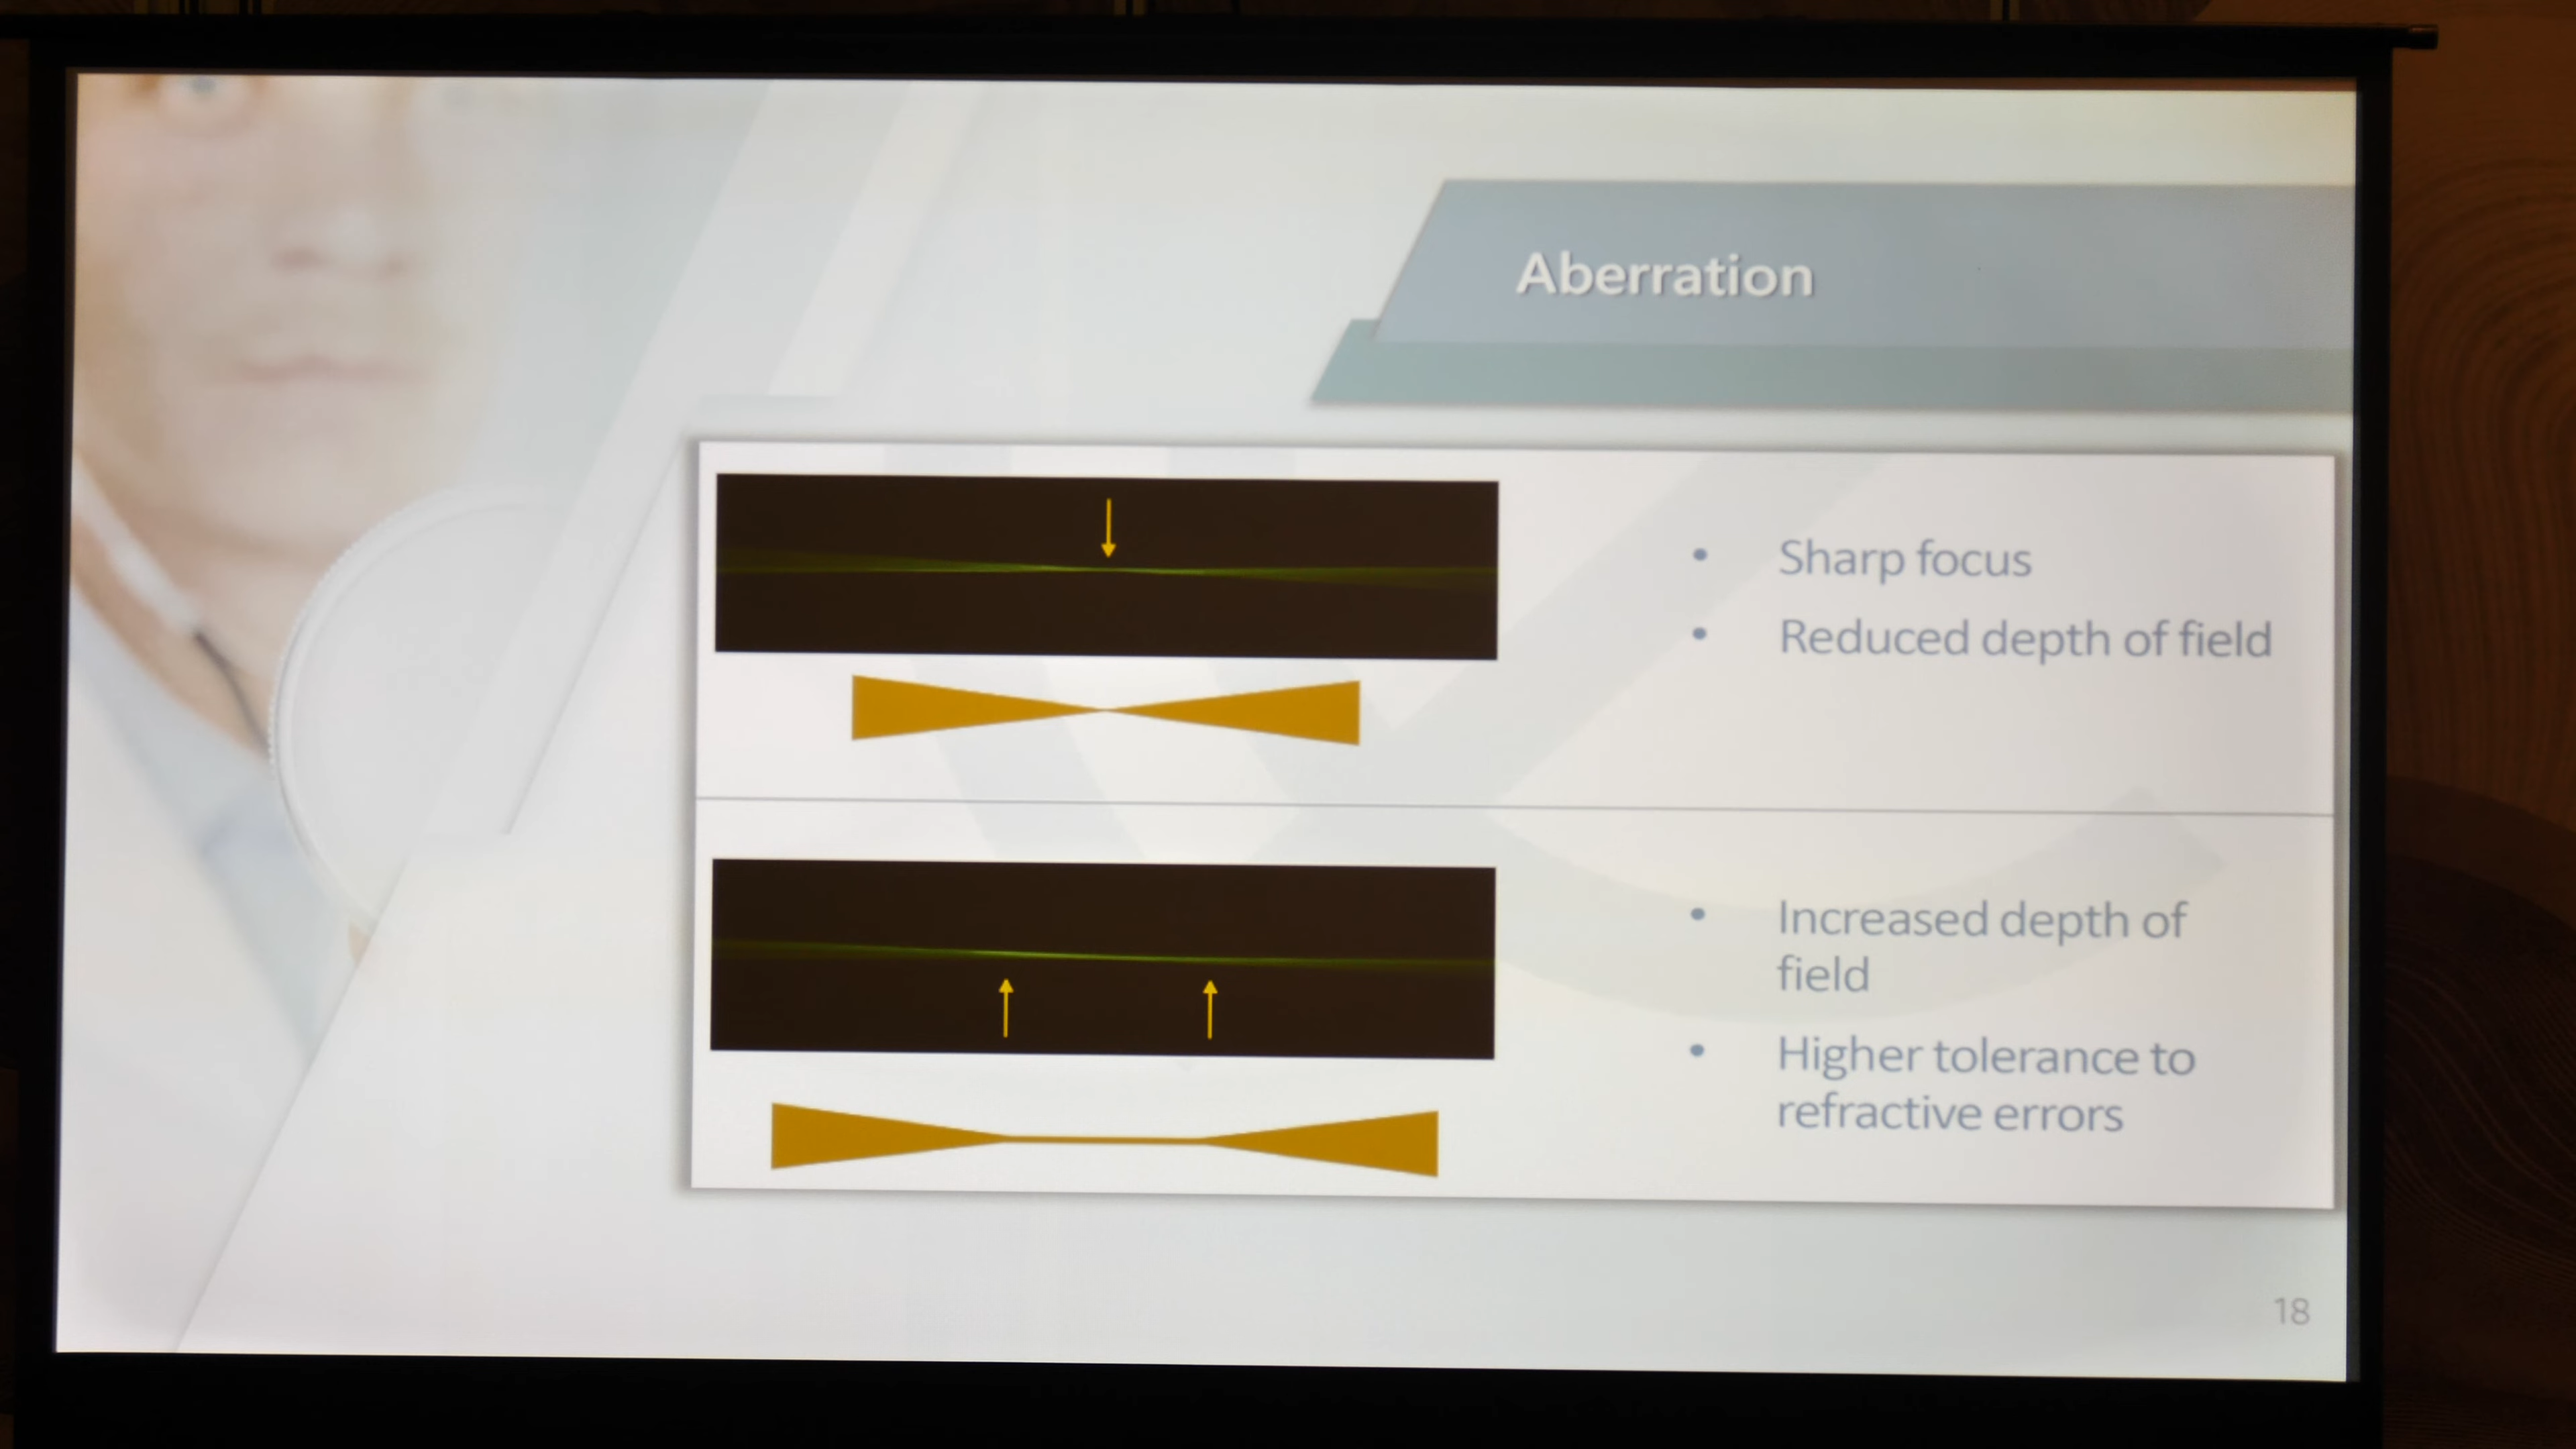 Aberration
• Sharp focus
• Reduced depth of field
• Increased depth of
field
• Higher tolerance to
refractive errors
18